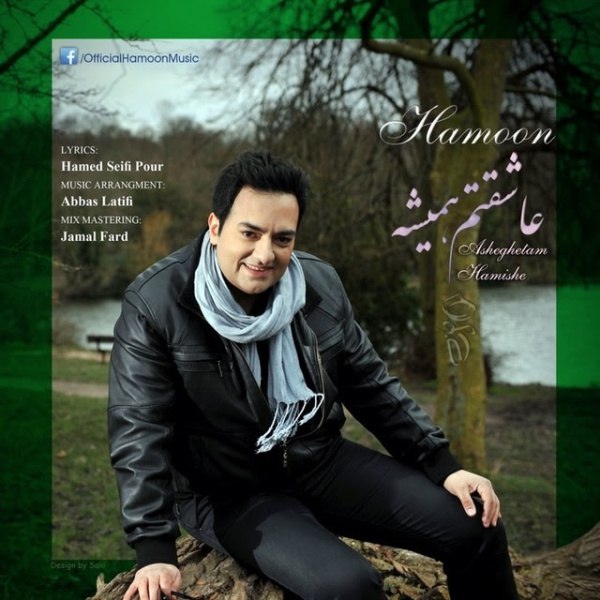 /OfficialHamoonMusic
LYRICS:
Hamed Seifi Pour
MUSIC ARRANGMENT:
Abbas Latifi
MIX MASTERING:
Jamal Fard
Hamoon
عاشقتم همیشه
Asheghetam
Hamishe
Design by Saki